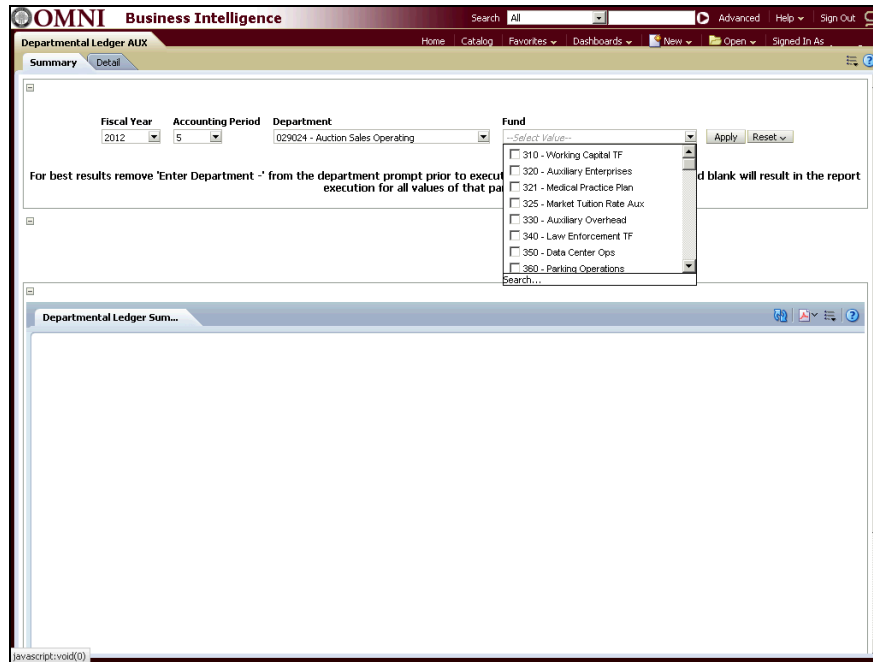 OMNI Business Intelligence Search All Advanced Help Sign Out
Departmental Ledger AUX Home Catalog Favorites Dashboards New Open Signed In As
Summary Detail
Fiscal Year Accounting Period Department Fund
2012 5 029024 - Auction Sales Operating --Select Value-- Apply Reset
310 - Working Capital TF
320 - Auxiliary Enterprises
321 - Medical Practice Plan
325 - Market Tuition Rate Aux
330 - Auxiliary Overhead
340 - Law Enforcement TF
350 - Data Center Ops
360 - Parking Operations
Search...
For best results remove 'Enter Department -' from the department prompt prior to execut d blank will result in the report
execution for all values of that pa
Departmental Ledger Sum...
javascript:void(0)